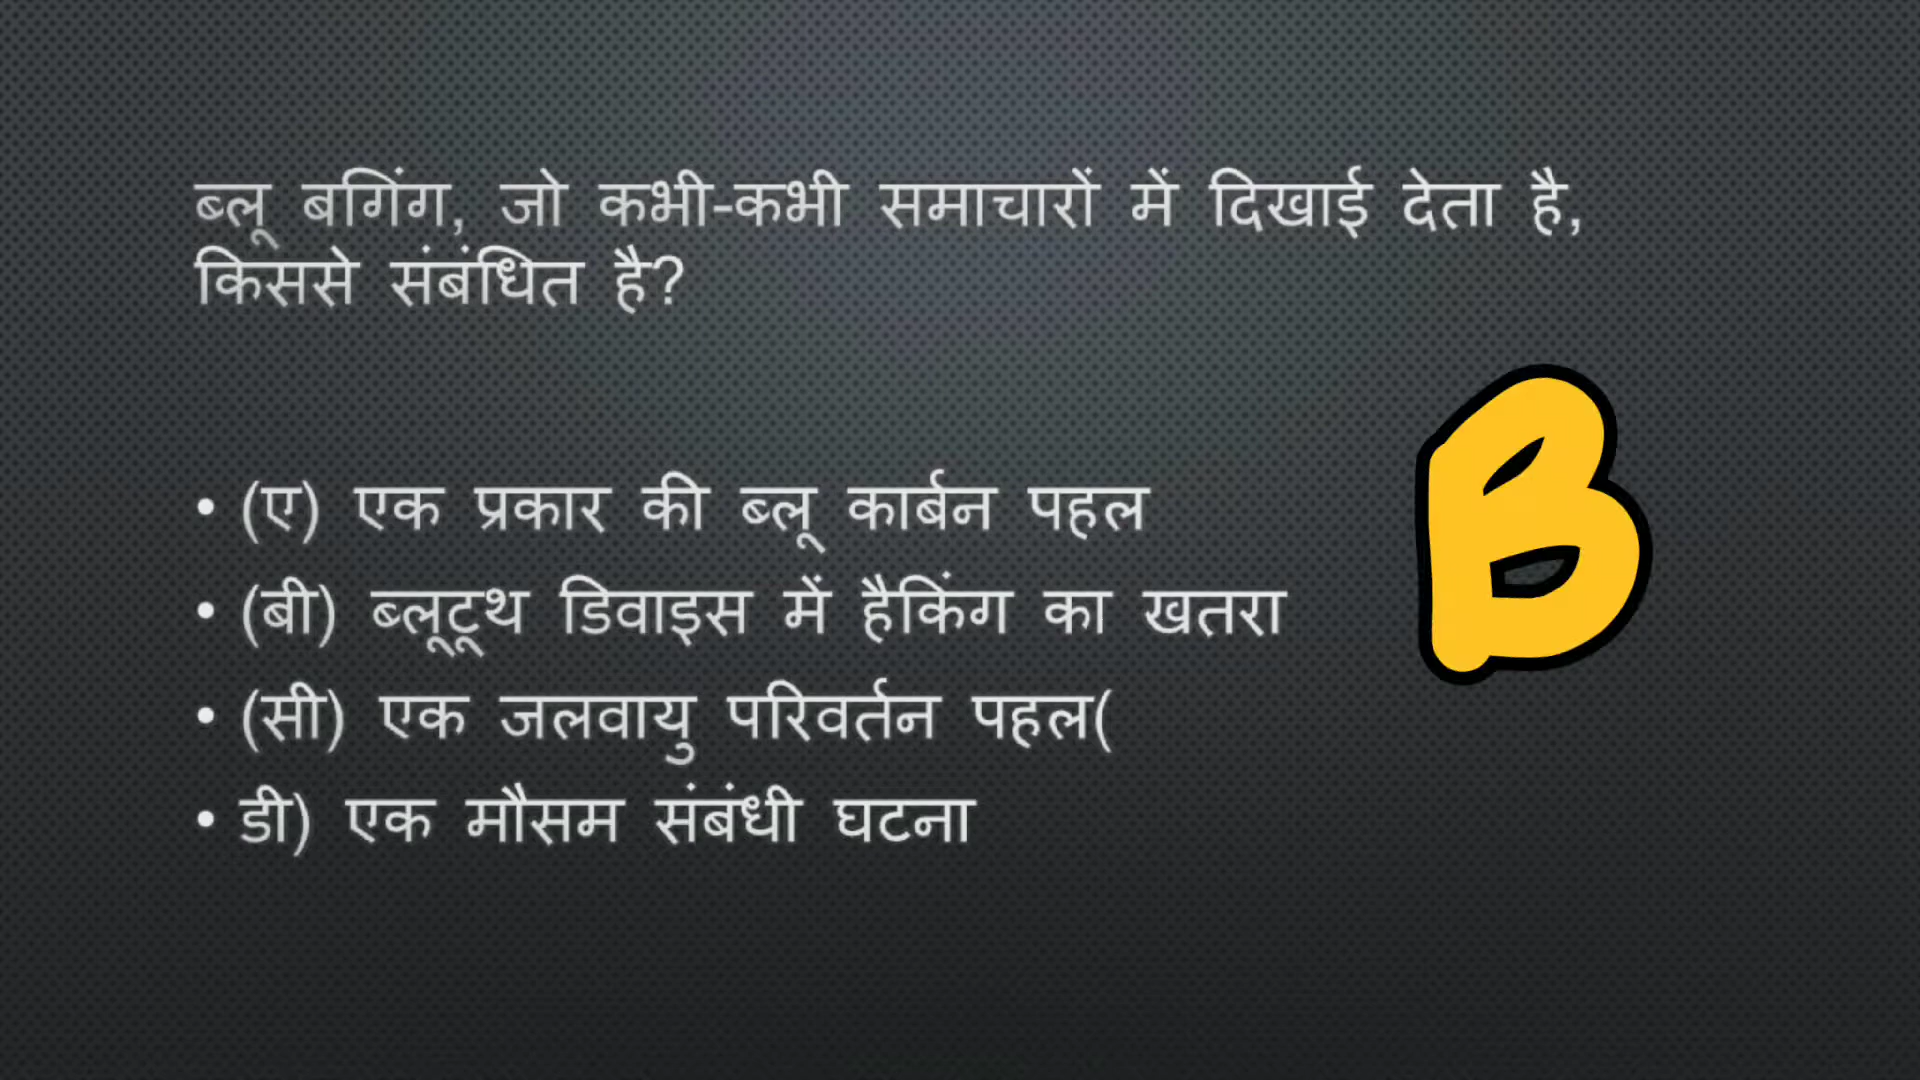 ब्लू बगिंग, जो कभी-कभी समाचारों में दिखाई देता है,
किससे संबंधित है?
• (ए) एक प्रकार की ब्लू कार्बन पहल
• (बी) ब्लूटूथ डिवाइस में हैकिंग का खतरा
• (सी) एक जलवायु परिवर्तन पहल(
• डी) एक मौसम संबंधी घटना
B